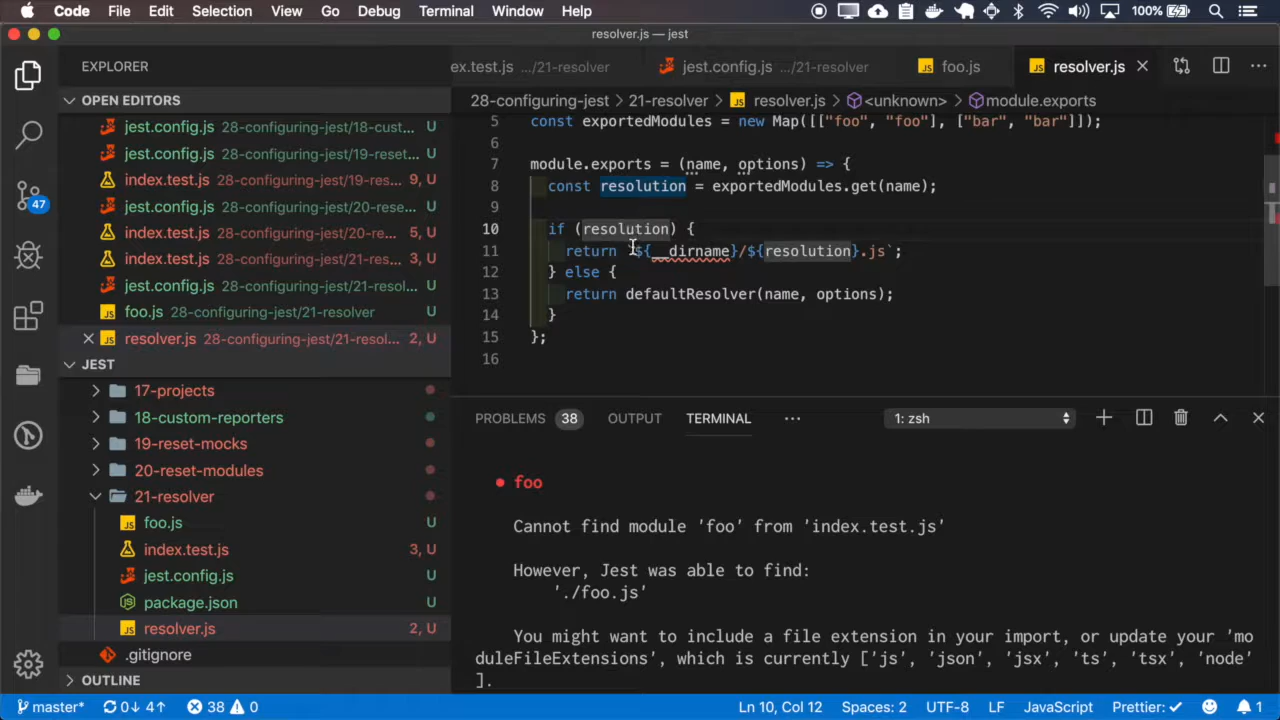 Code File Edit Selection View Go Debug Terminal Window Help 100%
resolver.js — jest
EXPLORER
ex.test.js .../21-resolver jest.config.js .../21-resolver foo.js resolver.js
28-configuring-jest > 21-resolver > resolver.js > <unknown> > module.exports
OPEN EDITORS
jest.config.js 28-configuring-jest/18-cust... U
jest.config.js 28-configuring-jest/19-reset... U
index.test.js 28-configuring-jest/19-res... 9, U
jest.config.js 28-configuring-jest/20-rese... U
index.test.js 28-configuring-jest/20-re... 5, U
index.test.js 28-configuring-jest/21-re... 3, U
jest.config.js 28-configuring-jest/21-resol... U
foo.js 28-configuring-jest/21-resolver U
resolver.js 28-configuring-jest/21-resol... 2, U
JEST
17-projects
18-custom-reporters
19-reset-mocks
20-reset-modules
21-resolver
foo.js U
index.test.js 3, U
jest.config.js U
package.json U
resolver.js 2, U
.gitignore
OUTLINE
47
5 const exportedModules = new Map([["foo", "foo"], ["bar", "bar"]]);
6
7 module.exports = (name, options) => {
8 const resolution = exportedModules.get(name);
9
10 if (resolution) {
11 return `${__dirname}/${resolution}.js`;
12 } else {
13 return defaultResolver(name, options);
14 }
15 };
16
PROBLEMS 38 OUTPUT TERMINAL ... 1: zsh
● foo
Cannot find module 'foo' from 'index.test.js'
However, Jest was able to find:
'./foo.js'
You might want to include a file extension in your import, or update your 'mo
duleFileExtensions', which is currently ['js', 'json', 'jsx', 'ts', 'tsx', 'node'
].
master* 0↓ 4↑ 38 0 Ln 10, Col 12 Spaces: 2 UTF-8 LF JavaScript Prettier: ✓ 1